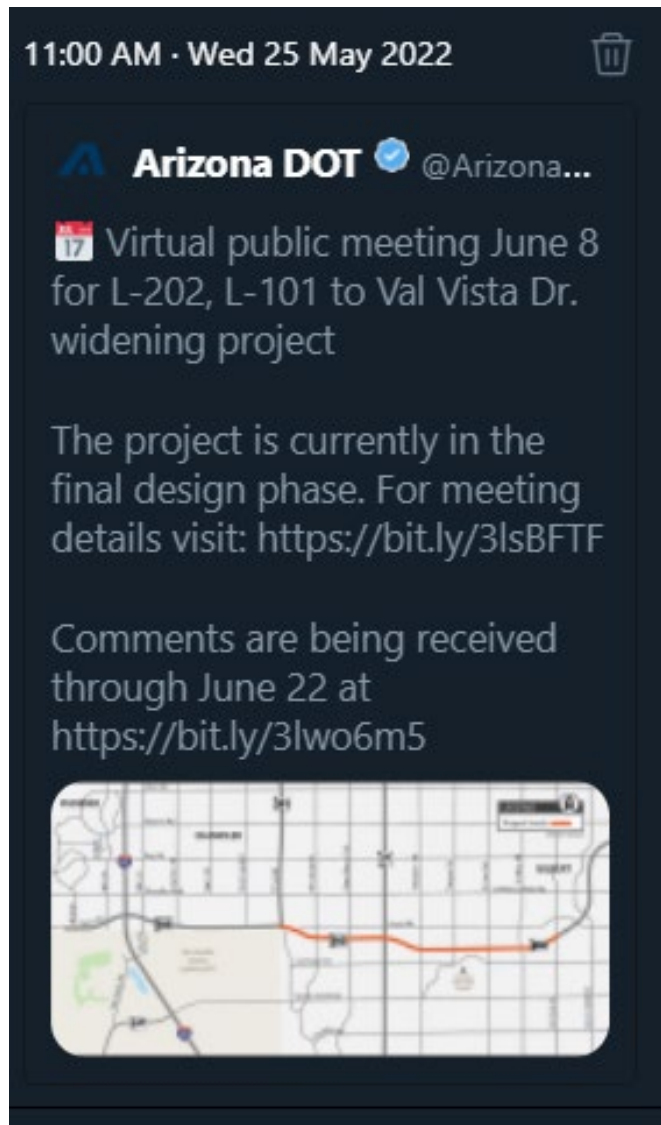 11:00 AM · Wed 25 May 2022
Arizona DOT @Arizona...
JUL 17 Virtual public meeting June 8
for L-202, L-101 to Val Vista Dr.
widening project
The project is currently in the
final design phase. For meeting
details visit: https://bit.ly/3lsBFTF
Comments are being received
through June 22 at
https://bit.ly/3lwo6m5